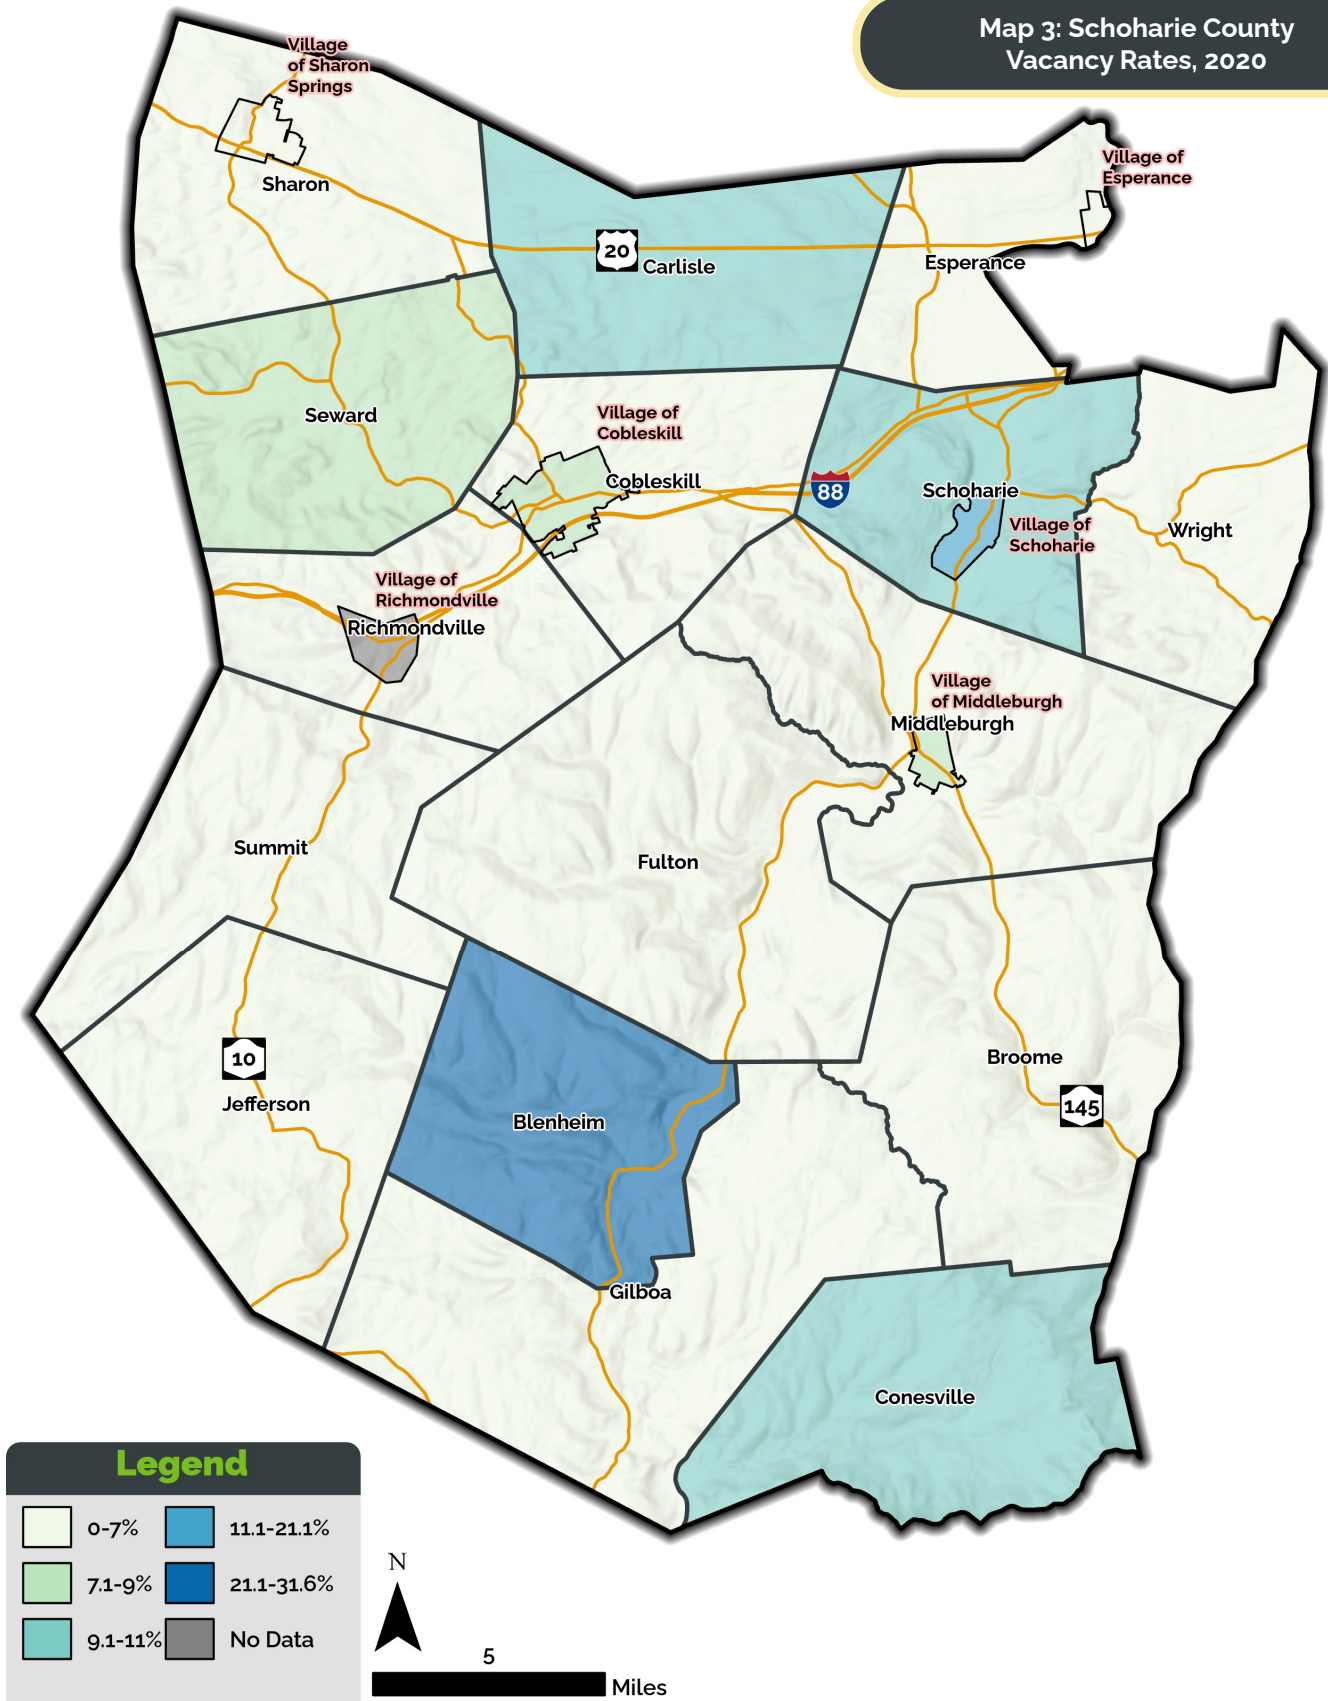 Map 3: Schoharie County
Vacancy Rates, 2020
Village
of Sharon
Springs
Sharon
Village of
Esperance
20
Carlisle
Esperance
Seward
Village of
Cobleskill
Cobleskill
88
Schoharie
Village of
Schoharie
Wright
Village of
Richmondville
Richmondville
Village
of Middleburgh
Middleburgh
Summit
Fulton
Broome
10
Jefferson
145
Blenheim
Gilboa
Conesville
Legend
0-7%
11.1-21.1%
7.1-9%
21.1-31.6%
9.1-11%
No Data
N
5
Miles